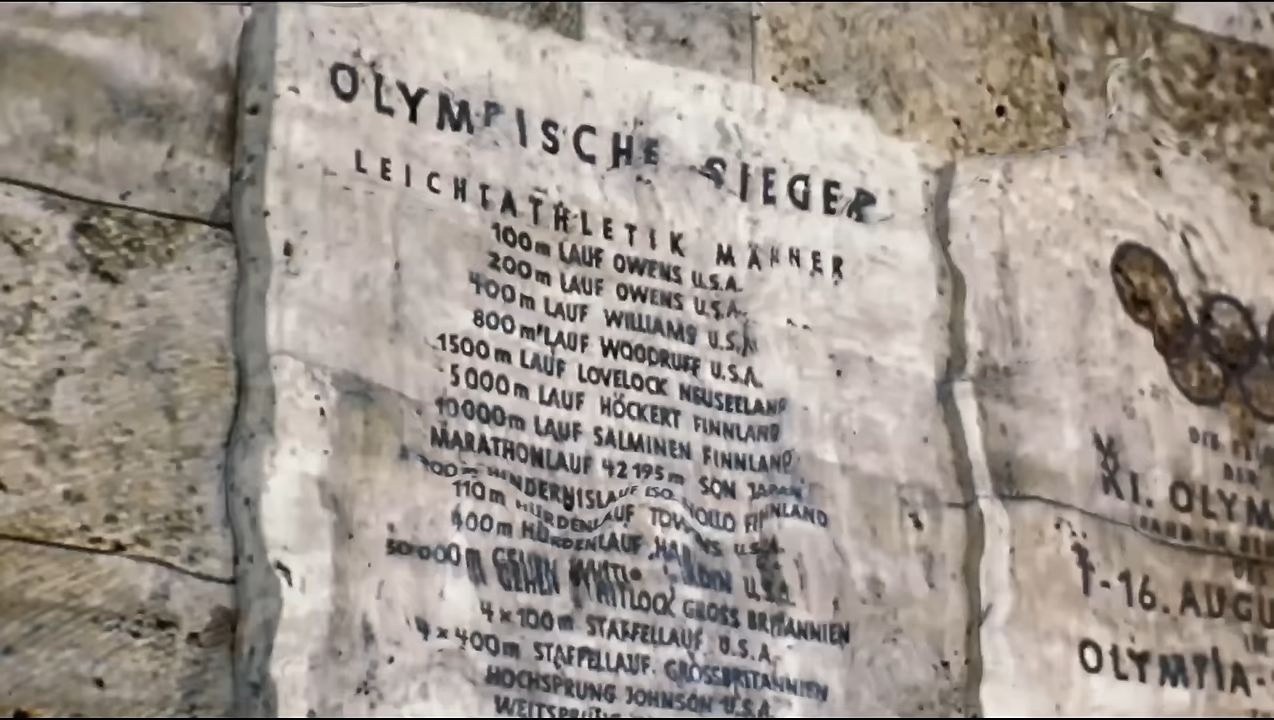 OLYMPISCHE SIEGER
LEICHTATHLETIK MÄNNER
100m LAUF OWENS U.S.A.
200m LAUF OWENS U.S.A.
400m LAUF WILLIAMS U.S.A.
800m LAUF WOODRUFF U.S.A.
1500m LAUF LOVELOCK NEUSEELAND
5000m LAUF HÖCKERT FINNLAND
10000m LAUF SALMINEN FINNLAND
MARATHONLAUF 42195m SON JAPAN
HINDERNISLAUF ISO HOLLO FINNLAND
110m HÜRDENLAUF U.S.A.
400m HÜRDENLAUF HARDIN U.S.A.
50000m GEHEN WHITLOCK GROSS BRITANNIEN
4×100m STAFFELLAUF U.S.A.
4×400m STAFFELLAUF. GROSSBRITANNIEN
HOCHSPRUNG JOHNSON U.S.A.
XI. OLYM
1-16. AUGU
OLYMPIA-